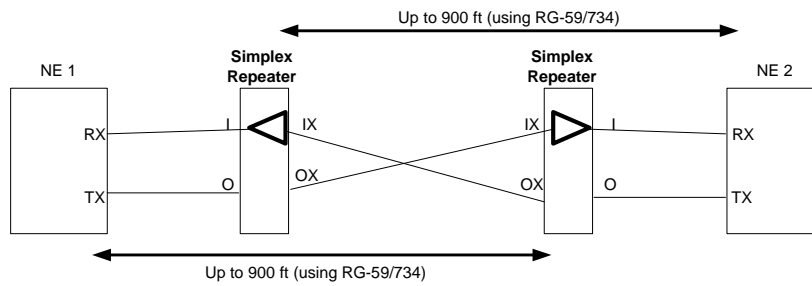 Up to 900 ft (using RG-59/734)
Simplex
Repeater
Simplex
Repeater
NE 1
NE 2
RX
I
IX
IX
I
RX
TX
O
OX
OX
O
TX
Up to 900 ft (using RG-59/734)